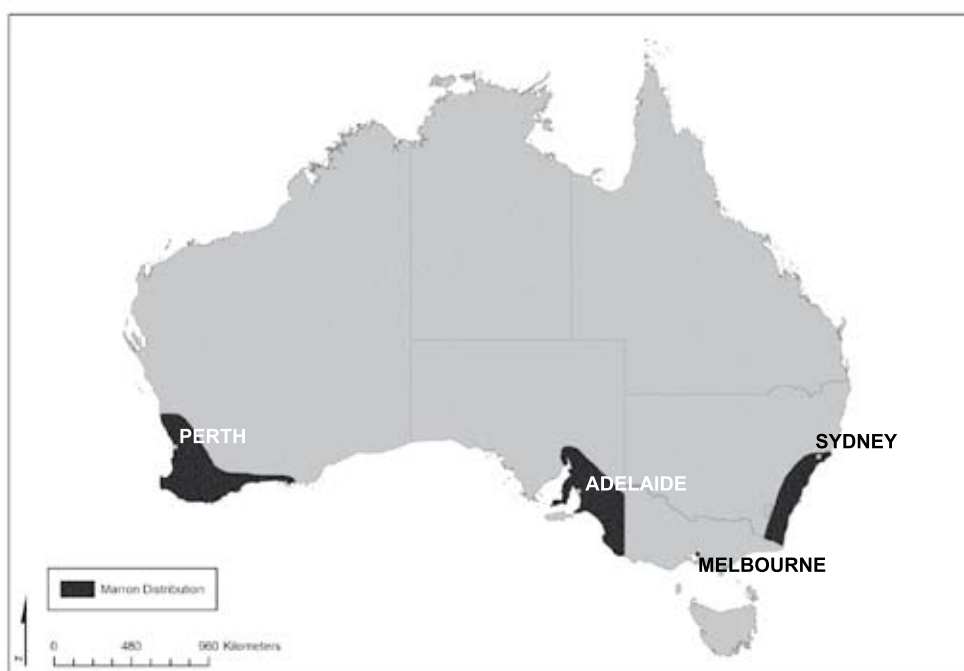 PERTH
SYDNEY
ADELAIDE
MELBOURNE
Marron Distribution
0 480 960 Kilometers
N